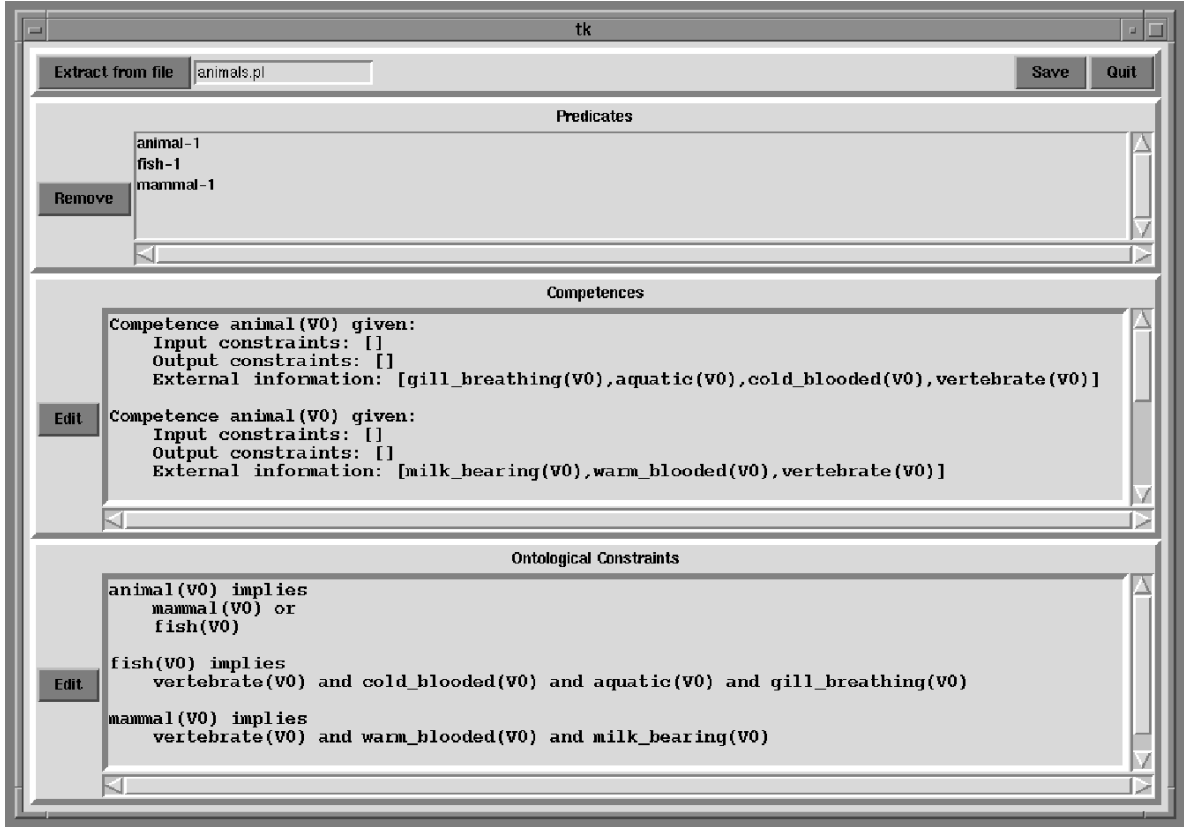 tk
Extract from file animals.pl Save Quit
Predicates
animal-1
fish-1
mammal-1
Remove
Competences
Competence animal(V0) given:
    Input constraints: []
    Output constraints: []
    External information: [gill_breathing(V0),aquatic(V0),cold_blooded(V0),vertebrate(V0)]
Edit
Competence animal(V0) given:
    Input constraints: []
    Output constraints: []
    External information: [milk_bearing(V0),warm_blooded(V0),vertebrate(V0)]
Ontological Constraints
animal(V0) implies
    mammal(V0) or
    fish(V0)
fish(V0) implies
    vertebrate(V0) and cold_blooded(V0) and aquatic(V0) and gill_breathing(V0)
Edit
mammal(V0) implies
    vertebrate(V0) and warm_blooded(V0) and milk_bearing(V0)